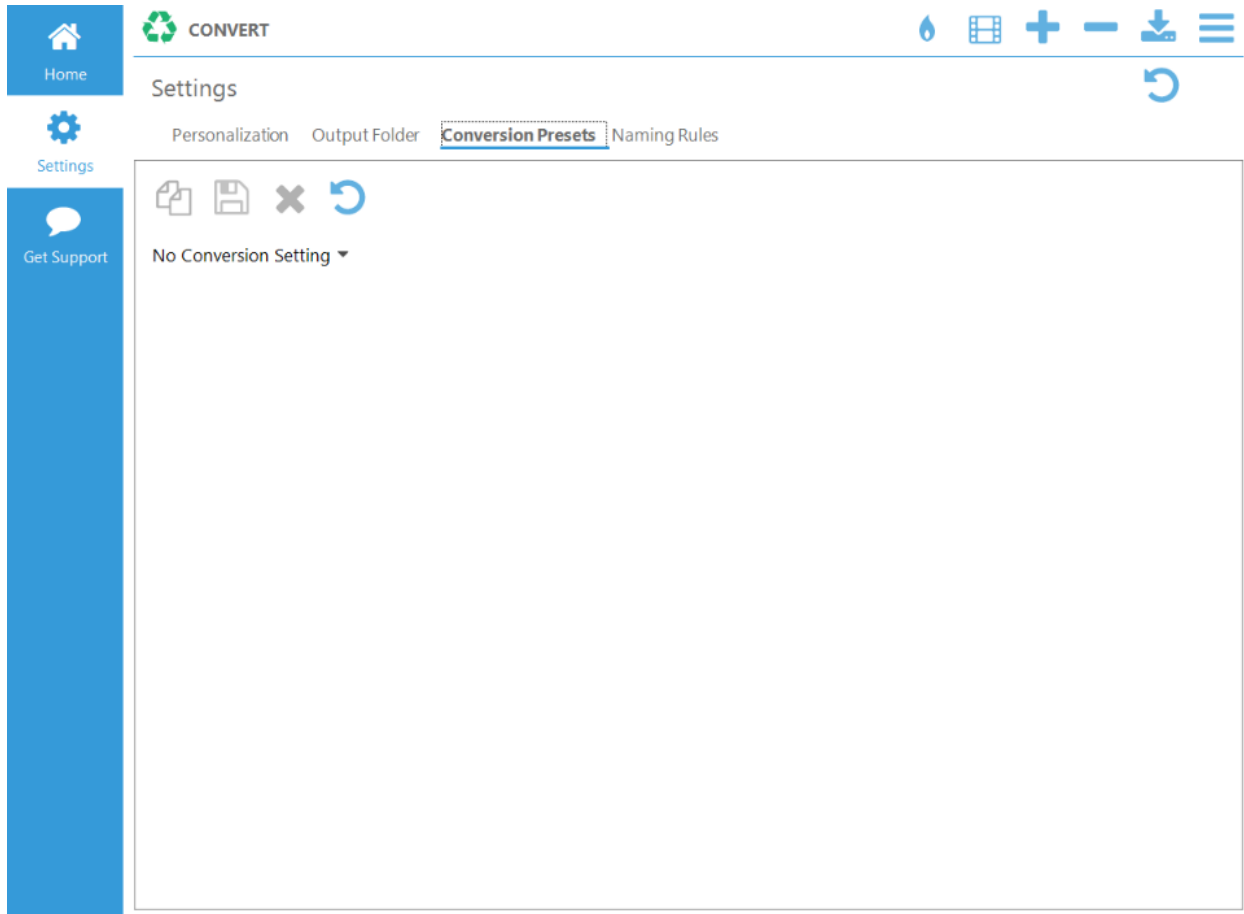 CONVERT
Home
Settings
Personalization Output Folder Conversion Presets Naming Rules
Settings
No Conversion Setting
Get Support